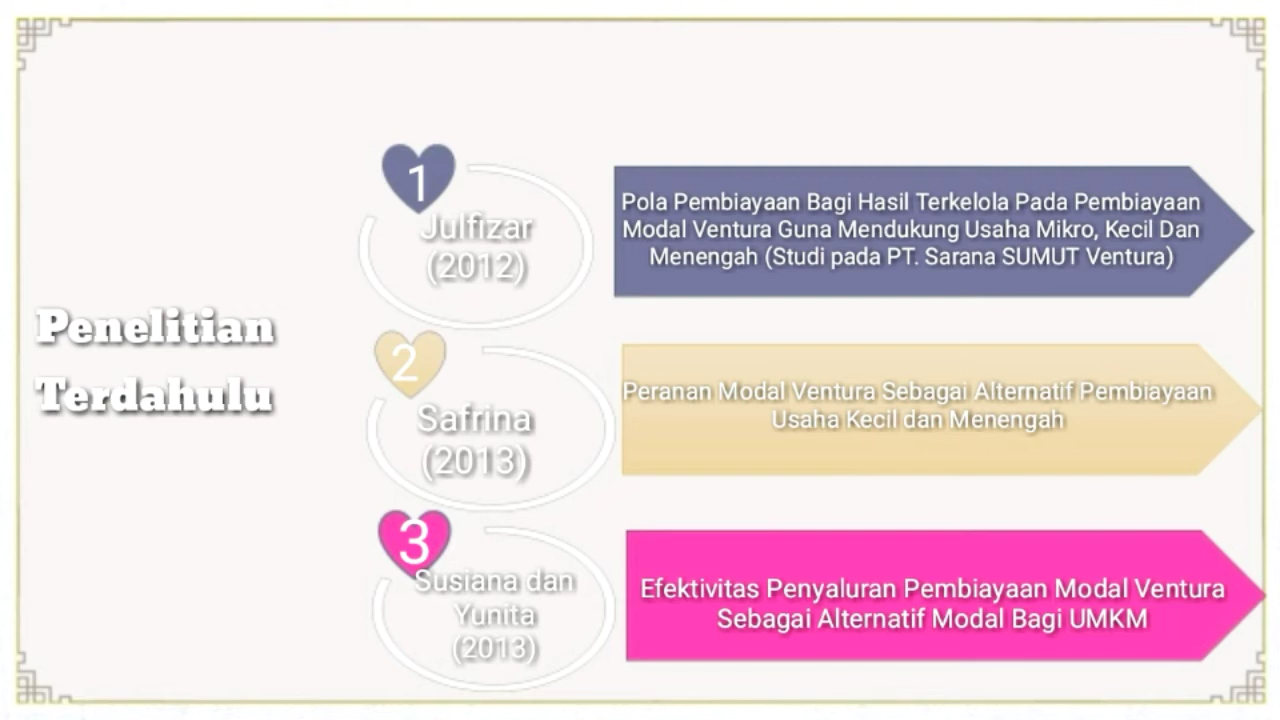 Penelitian
Terdahulu
1
Julfizar
(2012)
Pola Pembiayaan Bagi Hasil Terkelola Pada Pembiayaan
Modal Ventura Guna Mendukung Usaha Mikro, Kecil Dan
Menengah (Studi pada PT. Sarana SUMUT Ventura)
2
Safrina
(2013)
Peranan Modal Ventura Sebagai Alternatif Pembiayaan
Usaha Kecil dan Menengah
3
Susiana dan
Yunita
(2013)
Efektivitas Penyaluran Pembiayaan Modal Ventura
Sebagai Alternatif Modal Bagi UMKM